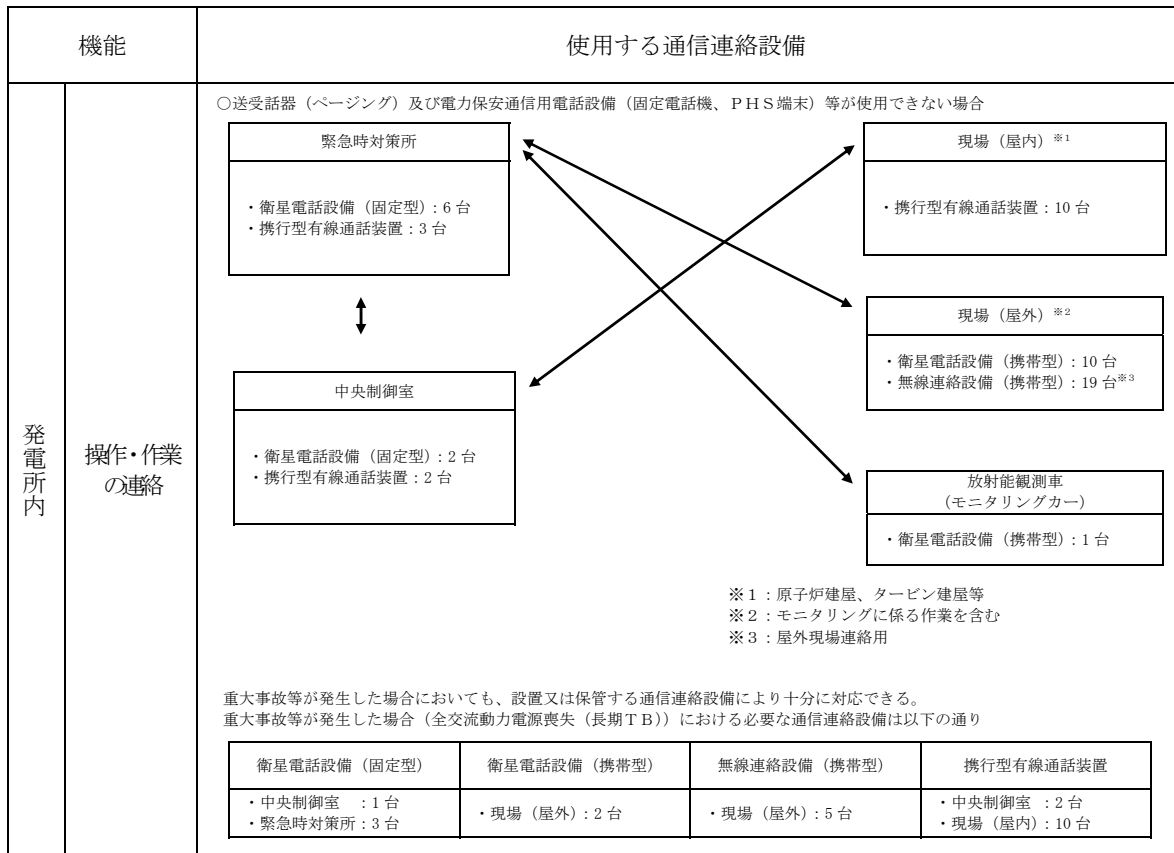 機能
使用する通信連絡設備
発電所内
操作・作業
の連絡
○送受話器（ページング）及び電力保安通信用電話設備（固定電話機、ＰＨＳ端末）等が使用できない場合
緊急時対策所
・衛星電話設備（固定型）：6 台
・携行型有線通話装置：3 台
現場（屋内）※1
・携行型有線通話装置：10 台
現場（屋外）※2
・衛星電話設備（携帯型）：10 台
・無線連絡設備（携帯型）：19 台※3
中央制御室
・衛星電話設備（固定型）：2 台
・携行型有線通話装置：2 台
放射能観測車
（モニタリングカー）
・衛星電話設備（携帯型）：1 台
※１：原子炉建屋、タービン建屋等
※２：モニタリングに係る作業を含む
※３：屋外現場連絡用
重大事故等が発生した場合においても、設置又は保管する通信連絡設備により十分に対応できる。
重大事故等が発生した場合（全交流動力電源喪失（長期ＴＢ））における必要な通信連絡設備は以下の通り
衛星電話設備（固定型）
衛星電話設備（携帯型）
無線連絡設備（携帯型）
携行型有線通話装置
・中央制御室　：1 台
・緊急時対策所：3 台
・現場（屋外）：2 台
・現場（屋外）：5 台
・中央制御室　：2 台
・現場（屋内）：10 台